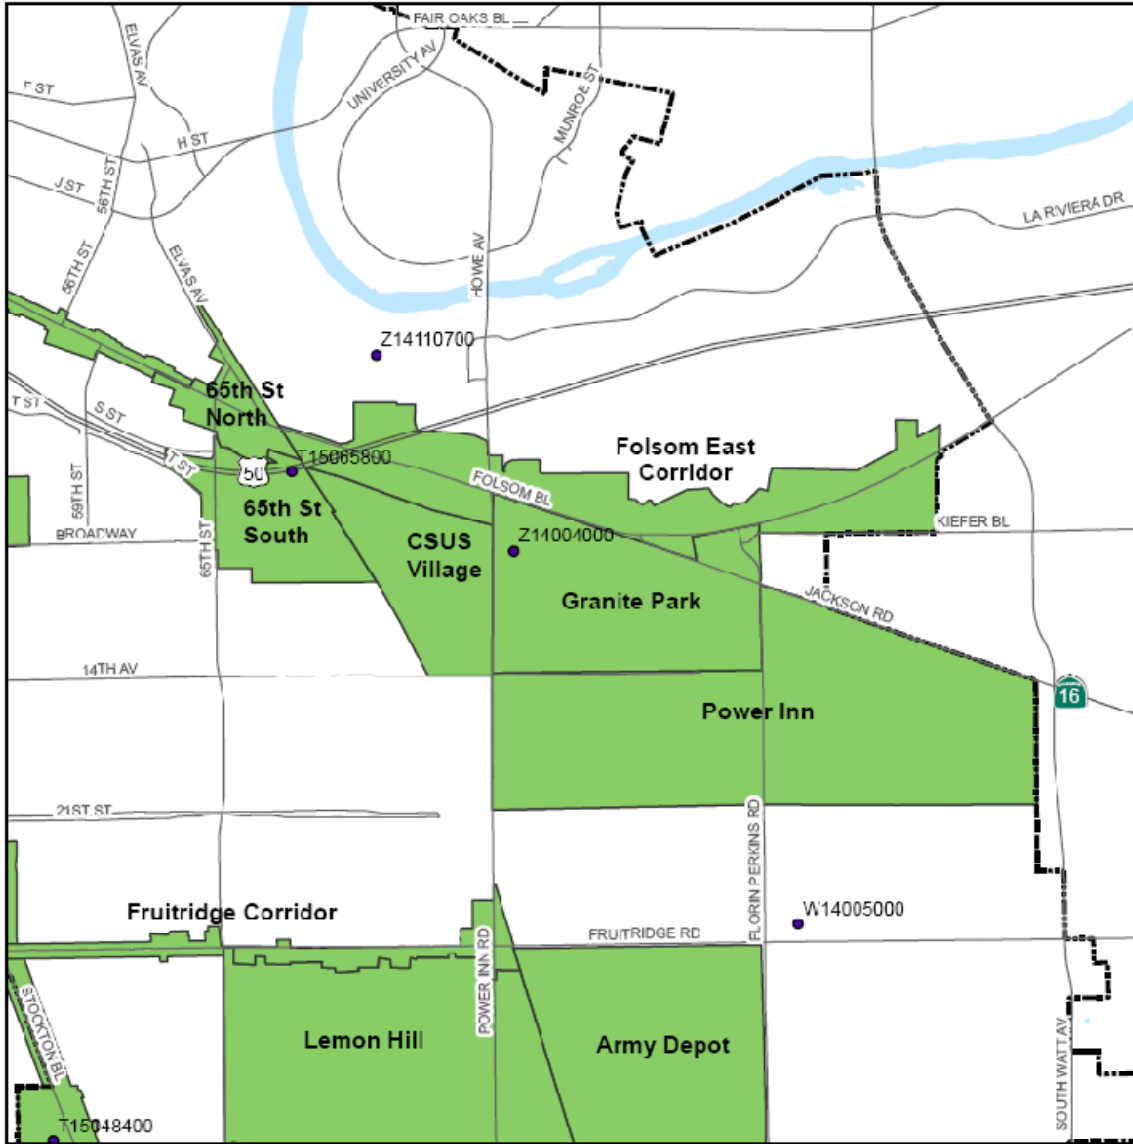 FAIR OAKS BL
ELVAS AV
UNIVERSITY AV
MUNROE ST
F ST
H ST
J ST
56TH ST
LA RIVIERA DR
56TH ST
ELVAS AV
HOWE AV
Z14110700
65th St
North
T ST
S ST
T ST
50
T15065800
Folsom East
Corridor
FOLSOM BL
59TH ST
65th St
South
BROADWAY
65TH ST
CSUS
Village
Z14004000
KIEFER BL
Granite Park
JACKSON RD
14TH AV
16
Power Inn
21ST ST
FLORIN PERKINS RD
Fruitridge Corridor
W14005000
FRUITRIDGE RD
POWER INN RD
STOCKTON BL
Lemon Hill
Army Depot
SOUTH WATT AV
T15048400